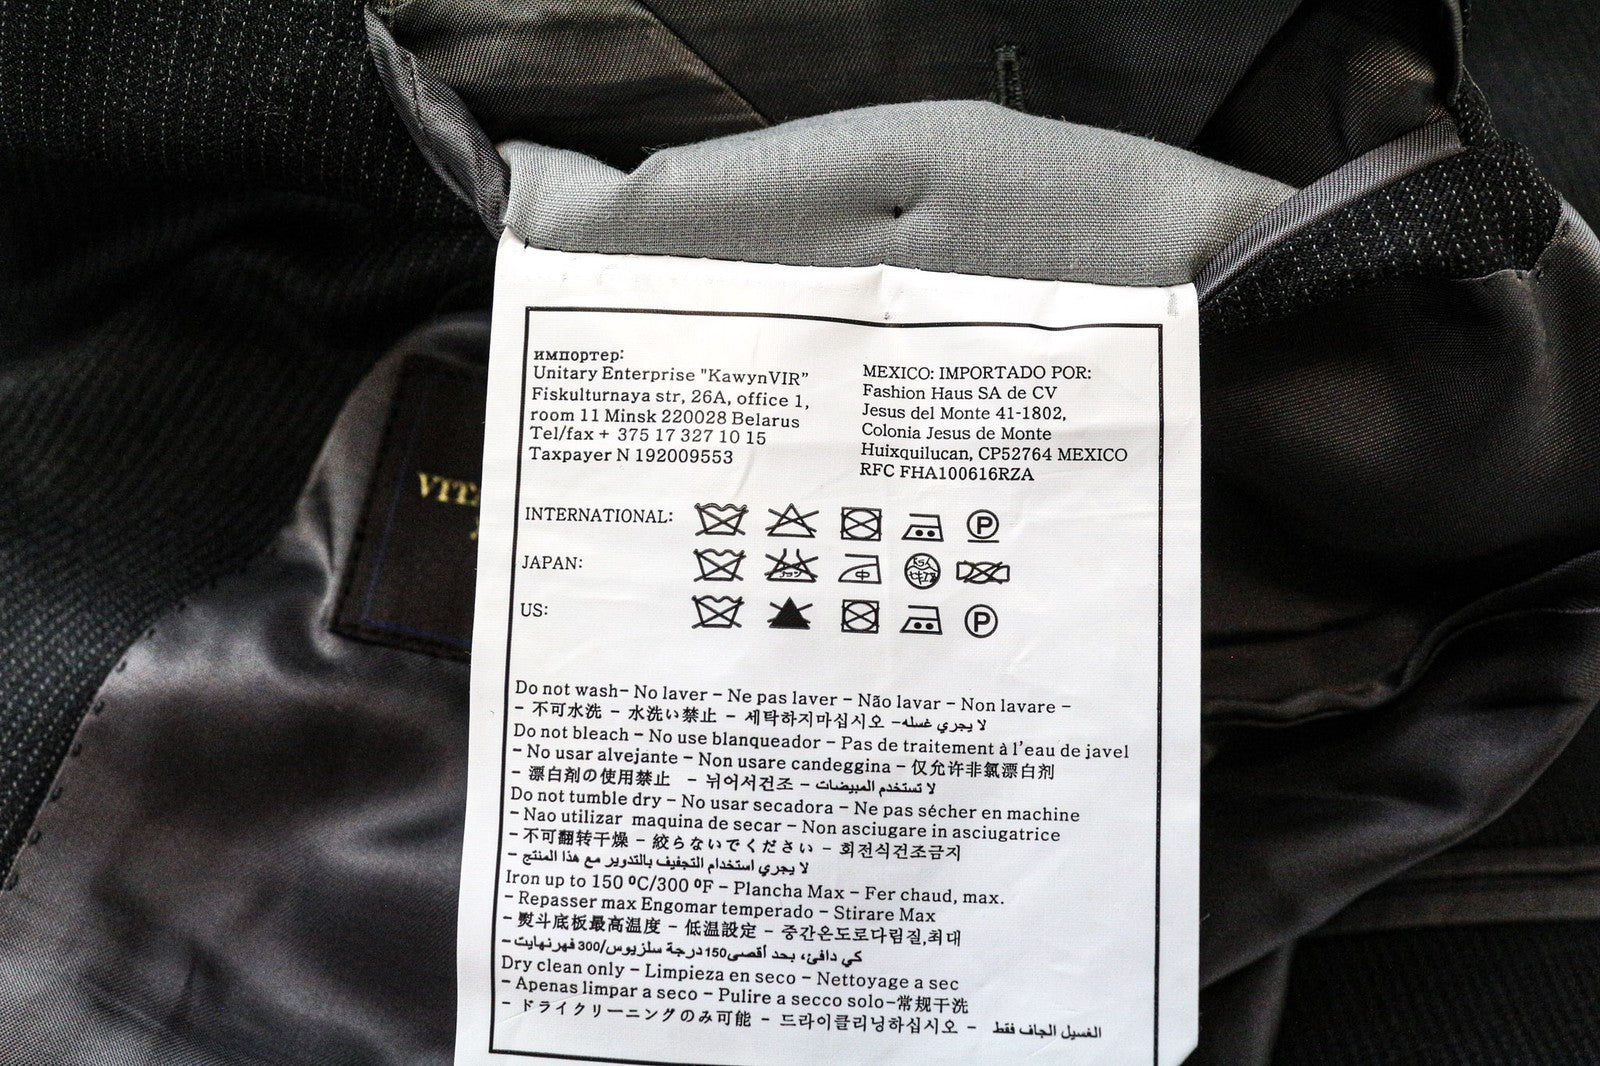 импортер:
Unitary Enterprise "KawynVIR"
Fiskulturnaya str, 26A, office 1,
room 11 Minsk 220028 Belarus
Tel/fax + 375 17 327 10 15
Taxpayer N 192009553
MEXICO: IMPORTADO POR:
Fashion Haus SA de CV
Jesus del Monte 41-1802,
Colonia Jesus de Monte
Huixquilucan, CP52764 MEXICO
RFC FHA100616RZA
VIT
INTERNATIONAL:
P
JAPAN:
中
US:
P
Do not wash- No laver - Ne pas laver - Não lavar - Non lavare -
- 不可水洗 - 水洗い禁止 - 세탁하지마십시오 -لا يجري غسله
Do not bleach - No use blanqueador - Pas de traitement à l'eau de javel
- No usar alvejante - Non usare candeggina - 仅允许非氯漂白剂
- 漂白剤の使用禁止 - 뉘어서건조 - لا تستخدم المبيضات
Do not tumble dry - No usar secadora - Ne pas sécher en machine
- Nao utilizar maquina de secar - Non asciugare in asciugatrice
- 不可翻转干燥 - 絞らないでください - 회전식건조금지
- لا يجري استخدام التجفيف بالتدوير مع هذا المنتج
Iron up to 150 ºC/300 ºF - Plancha Max - Fer chaud, max.
- Repasser max Engomar temperado - Stirare Max
- 熨斗底板最高温度 - 低温設定 - 중간온도로다림질,최대
- كي دافئ، بحد أقصى150 درجة سلزيوس/300 فهرنهايت
Dry clean only - Limpieza en seco - Nettoyage a sec
- Apenas limpar a seco - Pulire a secco solo-常规干洗
- ドライクリーニングのみ可能 - 드라이클리닝하십시오 - الغسيل الجاف فقط